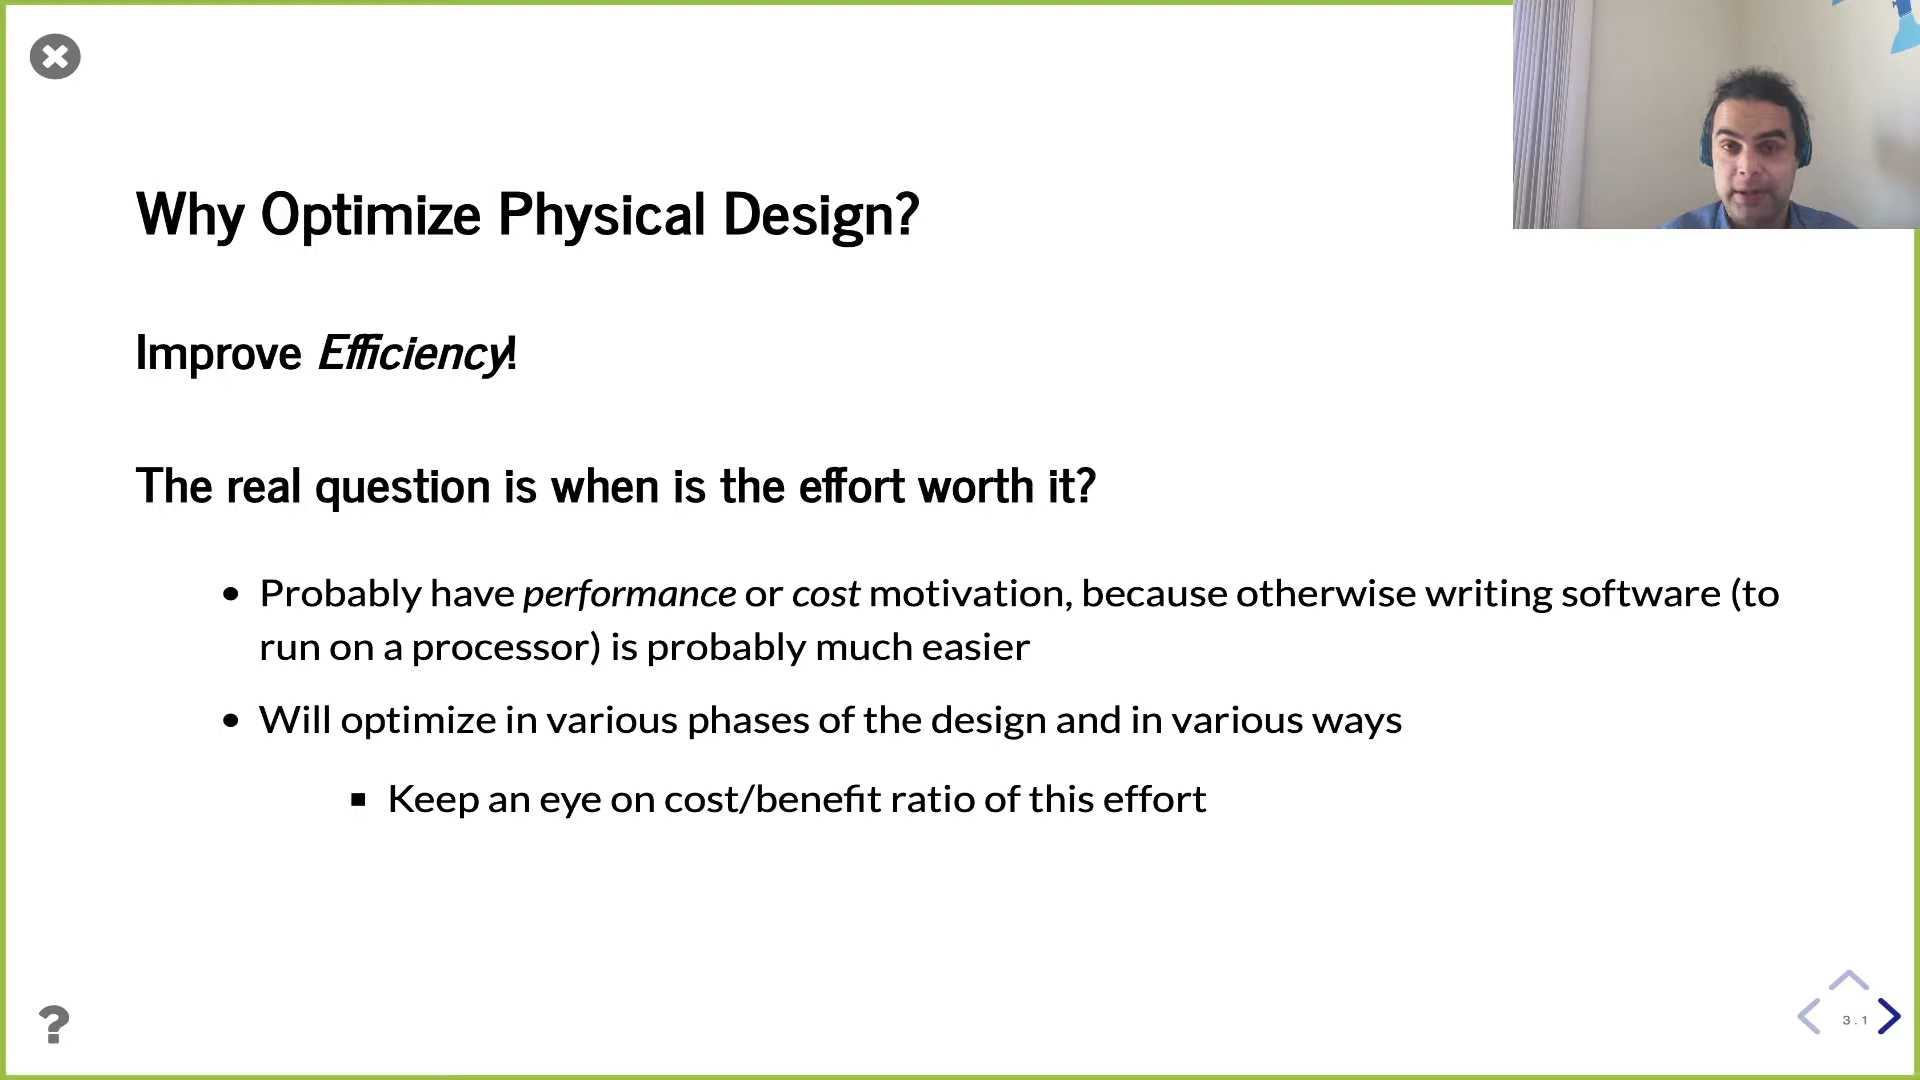 Why Optimize Physical Design?
Improve Efficiency!
The real question is when is the effort worth it?
• Probably have performance or cost motivation, because otherwise writing software (to
run on a processor) is probably much easier
• Will optimize in various phases of the design and in various ways
▪ Keep an eye on cost/benefit ratio of this effort
?
3.1